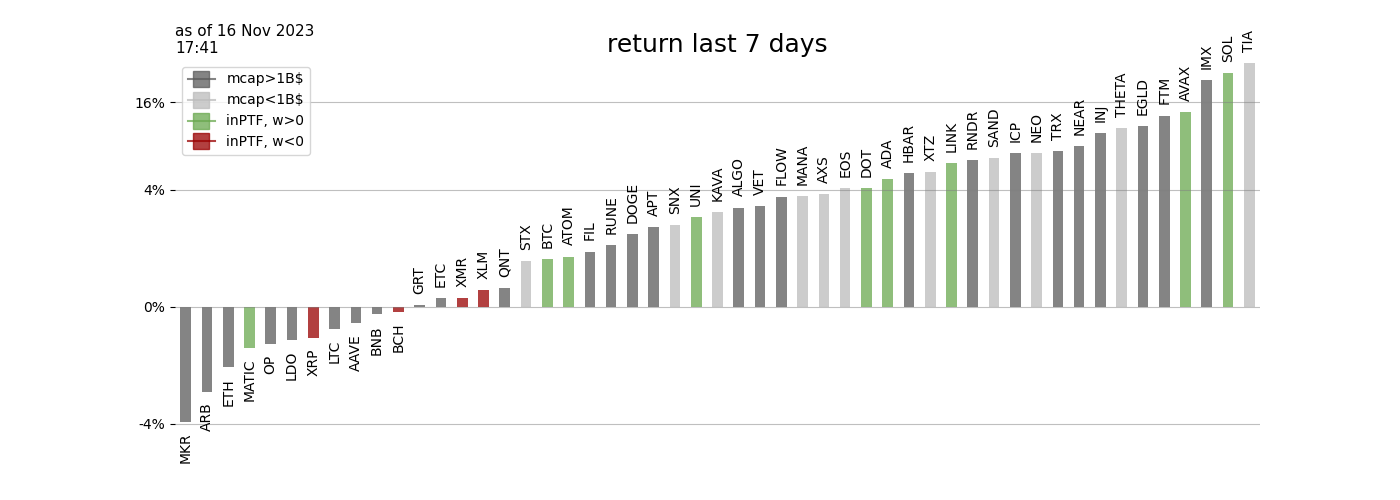 as of 16 Nov 2023
17:41
return last 7 days
mcap>1B$
mcap<1B$
inPTF, w>0
inPTF, w<0
16%
4%
0%
-4%
MKR
ARB
ETH
MATIC
OP
LDO
XRP
LTC
AAVE
BNB
BCH
GRT
ETC
XMR
XLM
QNT
STX
BTC
ATOM
FIL
RUNE
DOGE
APT
SNX
UNI
KAVA
ALGO
VET
FLOW
MANA
AXS
EOS
DOT
ADA
HBAR
XTZ
LINK
RNDR
SAND
ICP
NEO
TRX
NEAR
INJ
THETA
EGLD
FTM
AVAX
IMX
SOL
TIA